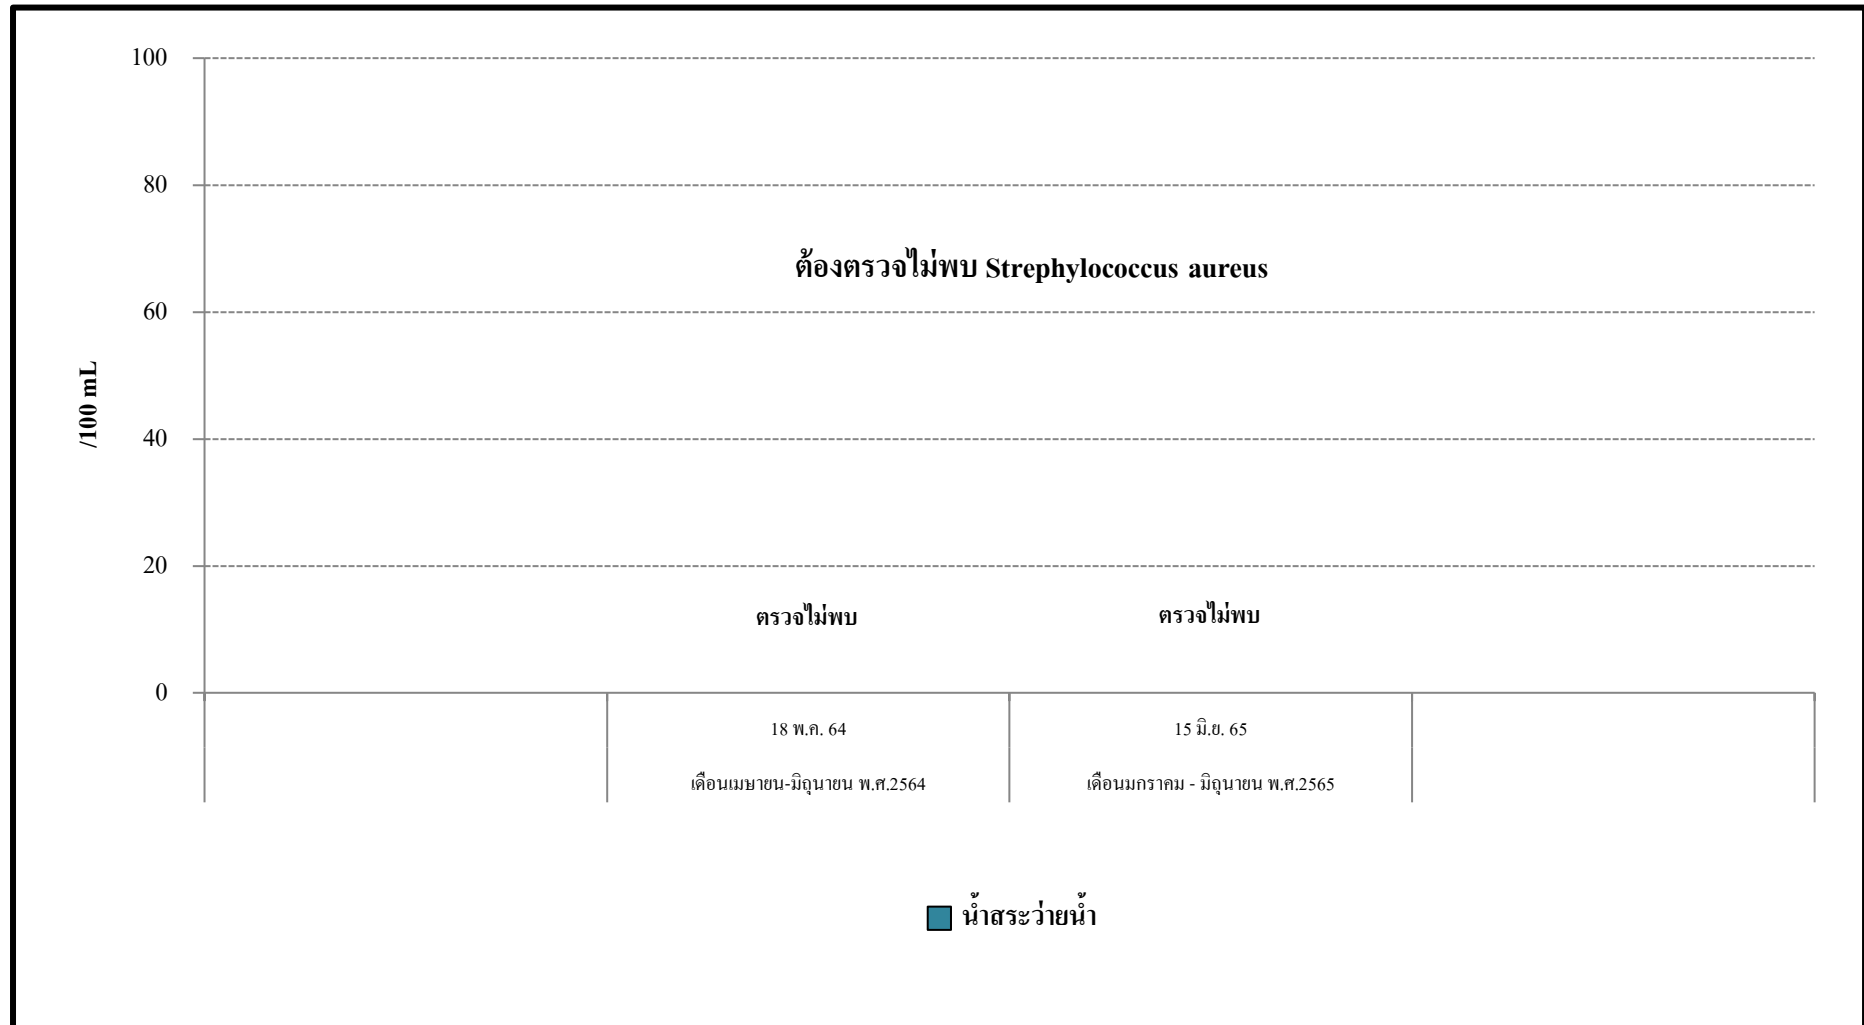 100
80
ต้องตรวจไม่พบ Strephylococcus aureus
60
/100 mL
40
20
ตรวจไม่พบ ตรวจไม่พบ
0
18 พ.ค. 64 15 มิ.ย. 65
เดือนเมษายน-มิถุนายน พ.ศ.2564 เดือนมกราคม - มิถุนายน พ.ศ.2565
น้ำสระว่ายน้ำ